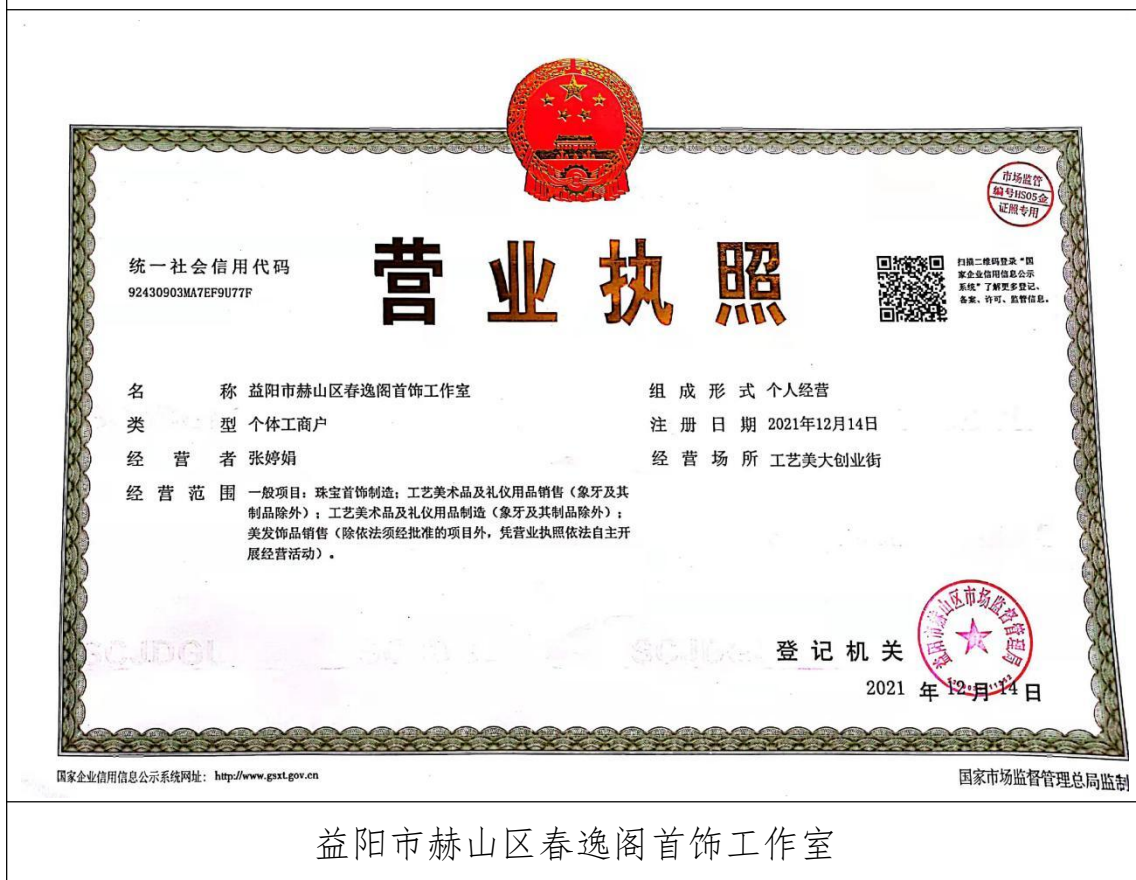 市场监管
编号HS05金
证照专用
统一社会信用代码
92430903MA7EF9U77F
营业执照
扫描二维码登录“国
家企业信用信息公示
系统”了解更多登记、
备案、许可、监管信息。
名称 益阳市赫山区春逸阁首饰工作室
类型 个体工商户
经营者 张婷娟
经营范围 一般项目：珠宝首饰制造；工艺美术品及礼仪用品销售（象牙及其
制品除外）；工艺美术品及礼仪用品制造（象牙及其制品除外）；
美发饰品销售（除依法须经批准的项目外，凭营业执照依法自主开
展经营活动）。
组成形式 个人经营
注册日期 2021年12月14日
经营场所 工艺美大创业街
益阳市赫山区市场监督管理局
登记机关
2021 年 12 月 14 日
国家企业信用信息公示系统网址：http://www.gsxt.gov.cn
国家市场监督管理总局监制
益阳市赫山区春逸阁首饰工作室